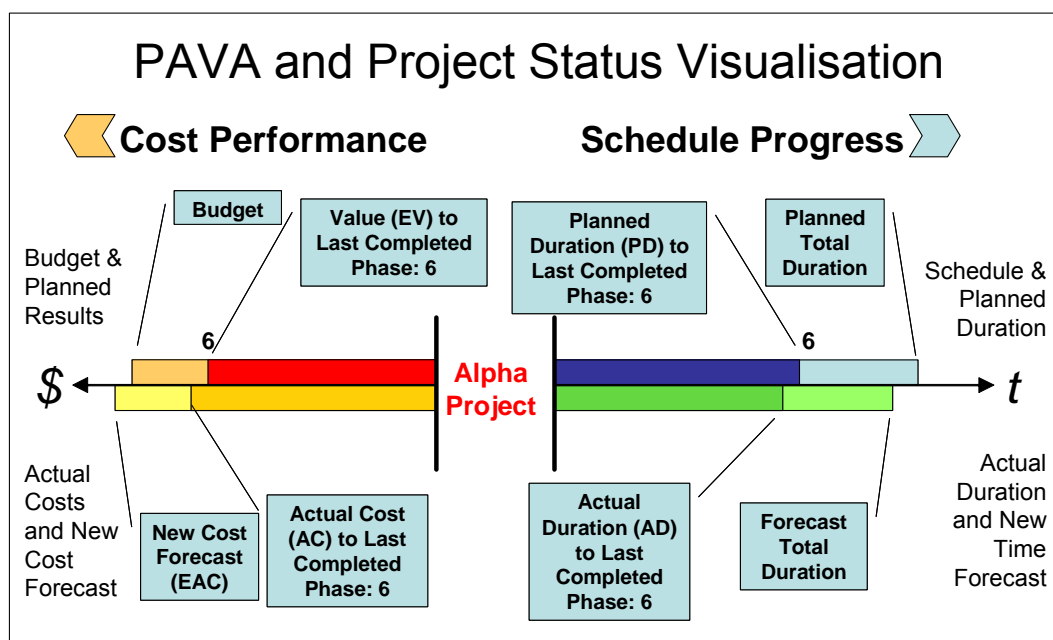 PAVA and Project Status Visualisation
Cost Performance
Schedule Progress
Budget
Value (EV) to
Last Completed
Phase: 6
Planned
Duration (PD) to
Last Completed
Phase: 6
Planned
Total
Duration
Budget &
Planned
Results
Schedule &
Planned
Duration
6
6
$
Alpha
Project
t
Actual
Costs
and New
Cost
Forecast
New Cost
Forecast
(EAC)
Actual Cost
(AC) to Last
Completed
Phase: 6
Actual
Duration (AD)
to Last
Completed
Phase: 6
Forecast
Total
Duration
Actual
Duration
and New
Time
Forecast